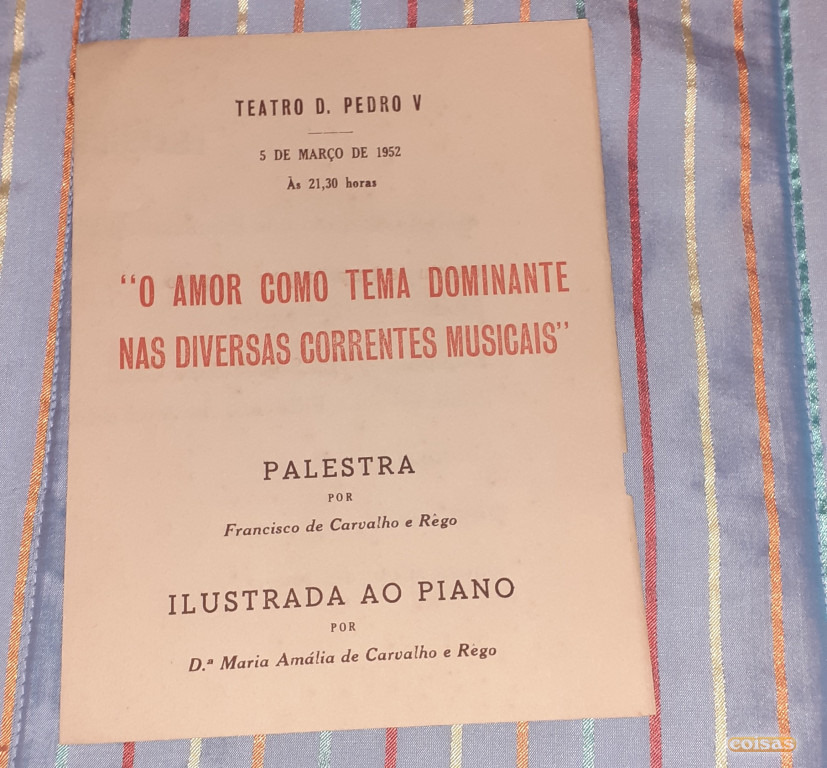 TEATRO D. PEDRO V
5 DE MARÇO DE 1952
Às 21,30 horas
"O AMOR COMO TEMA DOMINANTE
NAS DIVERSAS CORRENTES MUSICAIS"
PALESTRA
POR
Francisco de Carvalho e Rêgo
ILUSTRADA AO PIANO
POR
D.ª Maria Amália de Carvalho e Rêgo
coisas